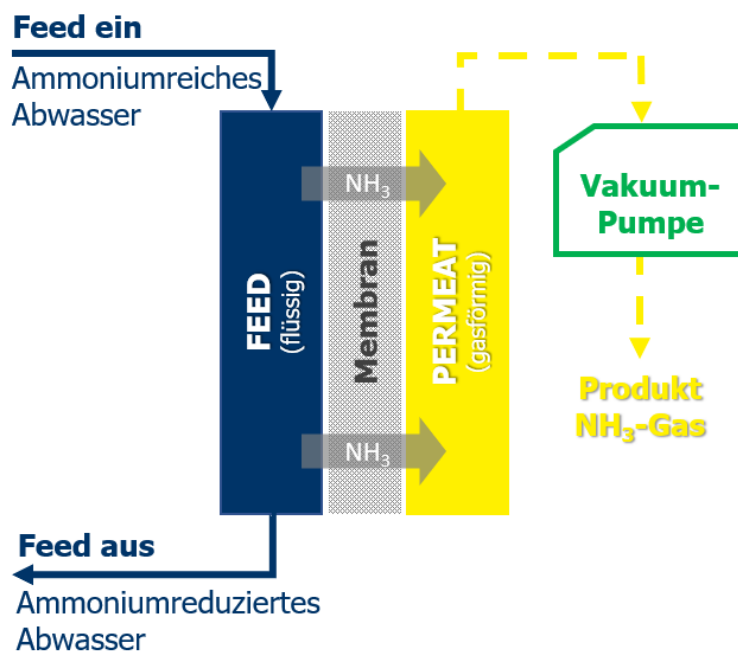 Feed ein
Ammoniumreiches
Abwasser
NH₃
FEED
(flüssig)
Membran
PERMEAT
(gasförmig)
NH₃
Vakuum-
Pumpe
Produkt
NH₃-Gas
Feed aus
Ammoniumreduziertes
Abwasser